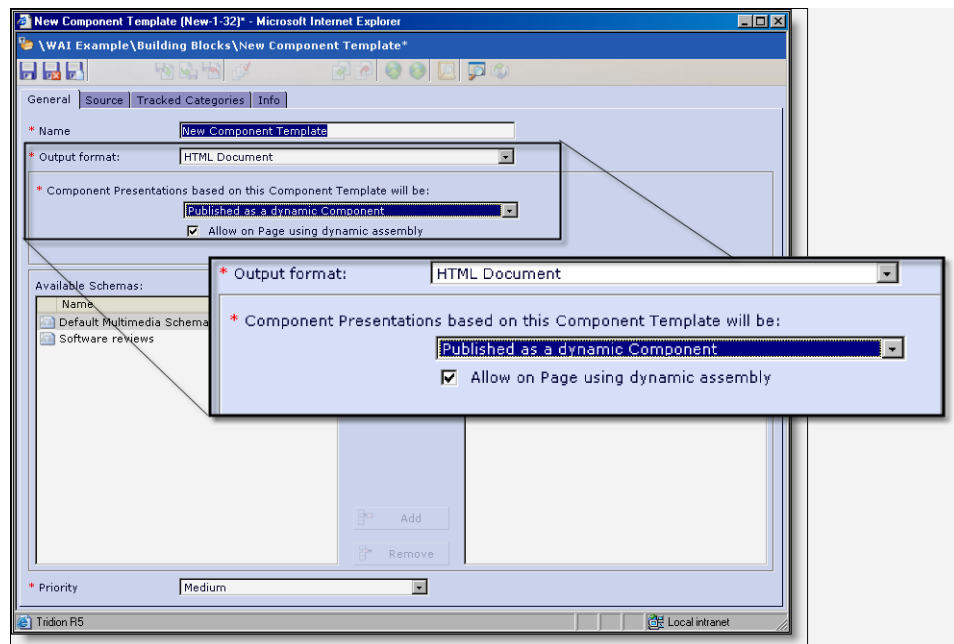 New Component Template (New-1-32)* - Microsoft Internet Explorer
\WAI Example\Building Blocks\New Component Template*
General Source Tracked Categories Info
* Name New Component Template
* Output format: HTML Document
* Component Presentations based on this Component Template will be:
Published as a dynamic Component
Allow on Page using dynamic assembly
* Output format: HTML Document
* Component Presentations based on this Component Template will be:
Published as a dynamic Component
Allow on Page using dynamic assembly
Available Schemas:
Name
Default Multimedia Schema
Software reviews
Add
Remove
* Priority Medium
Tridion R5 Local intranet